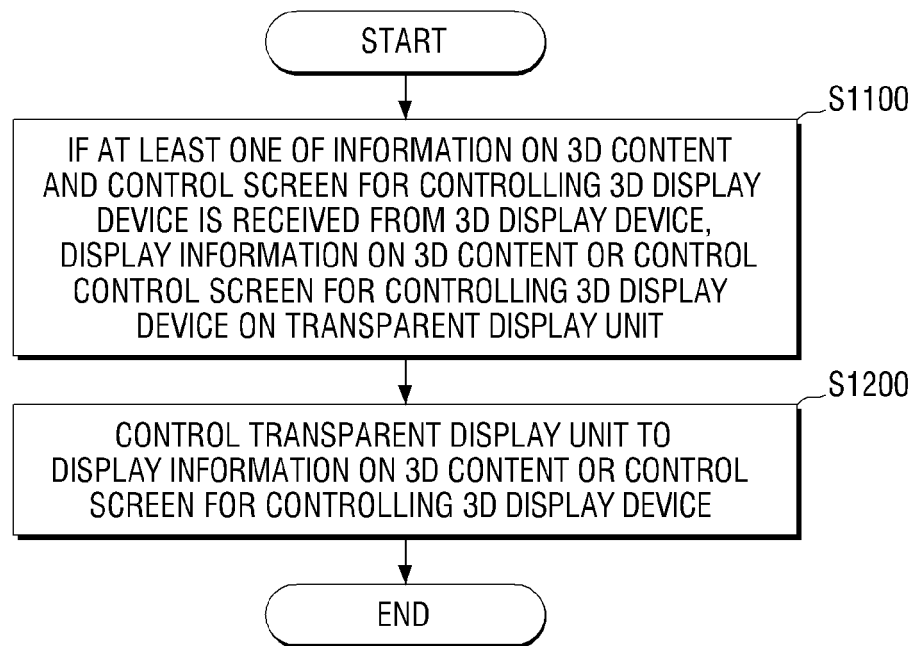 START
S1100
IF AT LEAST ONE OF INFORMATION ON 3D CONTENT
AND CONTROL SCREEN FOR CONTROLLING 3D DISPLAY
DEVICE IS RECEIVED FROM 3D DISPLAY DEVICE,
DISPLAY INFORMATION ON 3D CONTENT OR CONTROL
CONTROL SCREEN FOR CONTROLLING 3D DISPLAY
DEVICE ON TRANSPARENT DISPLAY UNIT
S1200
CONTROL TRANSPARENT DISPLAY UNIT TO
DISPLAY INFORMATION ON 3D CONTENT OR CONTROL
SCREEN FOR CONTROLLING 3D DISPLAY DEVICE
END